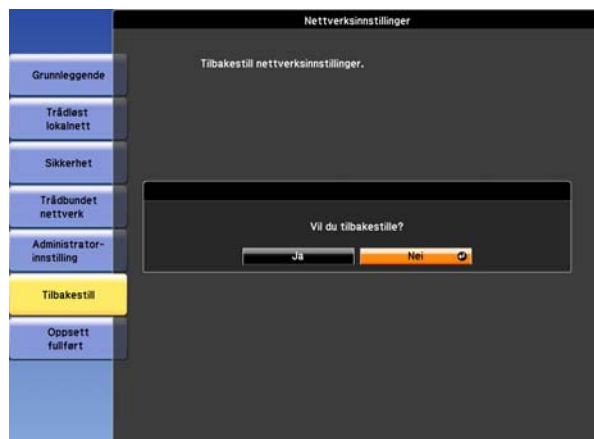 Nettverksinnstillinger
Tilbakestill nettverksinnstillinger.
Grunnleggende
Trådløst
lokalnett
Sikkerhet
Trådbundet
nettverk
Administrator-
innstilling
Tilbakestill
Oppsett
fullført
Vil du tilbakestille?
Ja
Nei